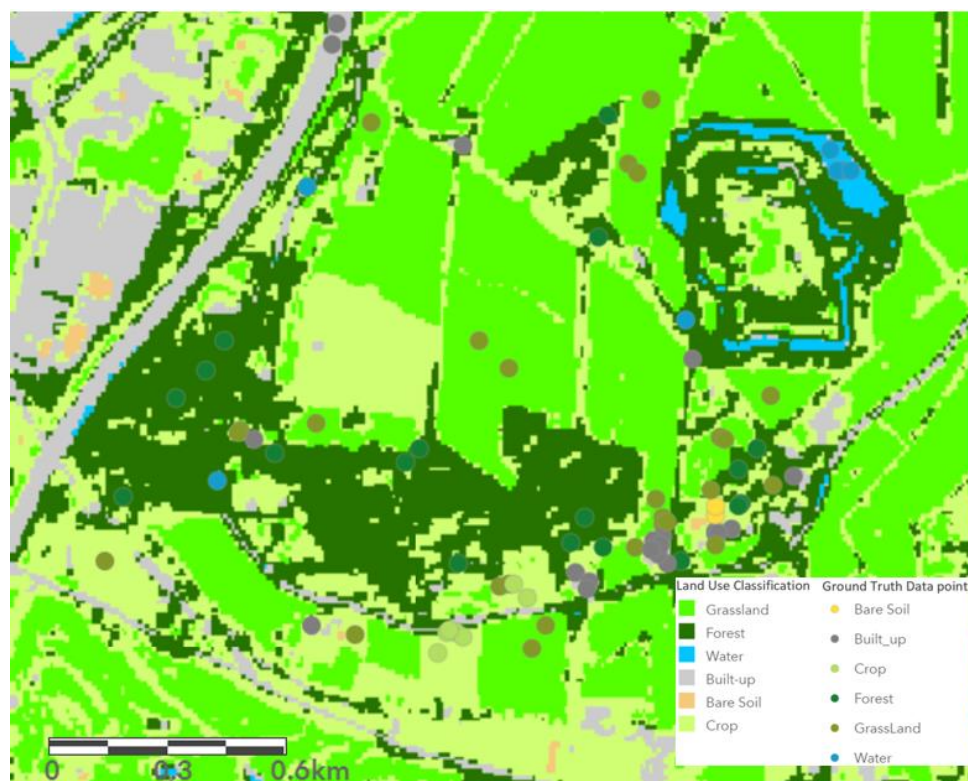 Land Use Classification
Grassland
Forest
Water
Built-up
Bare Soil
Crop
Ground Truth Data point
Bare Soil
Built_up
Crop
Forest
GrassLand
Water
0 0.3 0.6km